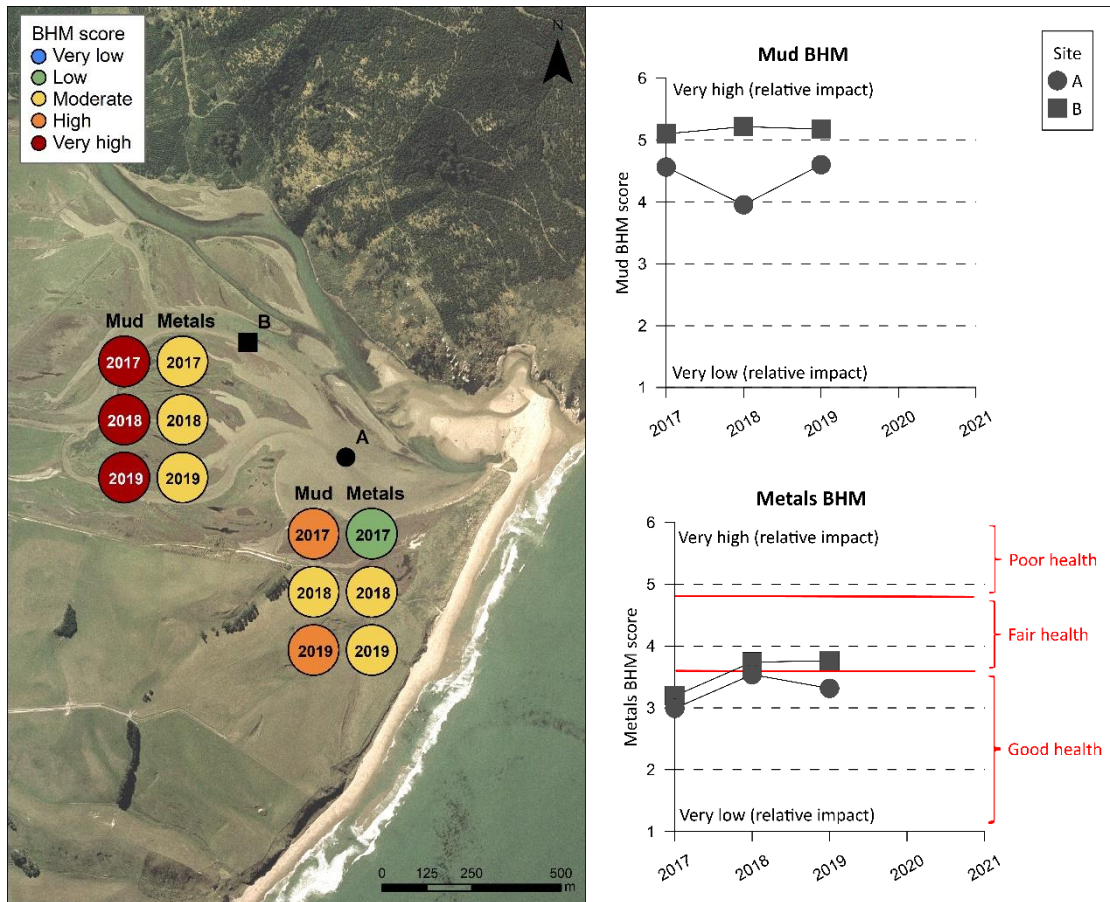 BHM score
Very low
Low
Moderate
High
Very high
N
B
Mud Metals
2017 2017
2018 2018
2019 2019
A
Mud Metals
2017 2017
2018 2018
2019 2019
0 125 250 500
m
Mud BHM
Site
A
B
Mud BHM score
6
5
4
3
2
1
Very high (relative impact)
Very low (relative impact)
2017 2018 2019 2020 2021
Metals BHM
Metals BHM score
6
5
4
3
2
1
Very high (relative impact)
Very low (relative impact)
Poor health
Fair health
Good health
2017 2018 2019 2020 2021